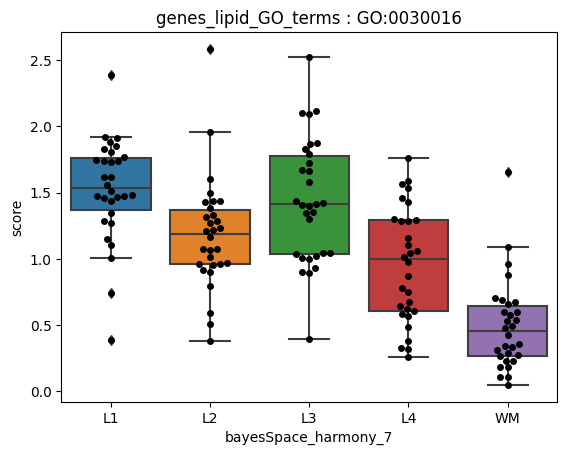 genes_lipid_GO_terms : GO:0030016
2.5
2.0
1.5
1.0
0.5
0.0
score
L1 L2 L3 L4 WM
bayesSpace_harmony_7